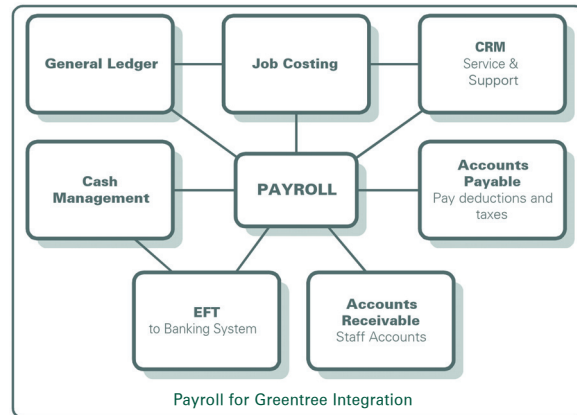 General Ledger
Job Costing
CRM
Service &
Support
Cash
Management
PAYROLL
Accounts
Payable
Pay deductions and
taxes
EFT
to Banking System
Accounts
Receivable
Staff Accounts
Payroll for Greentree Integration